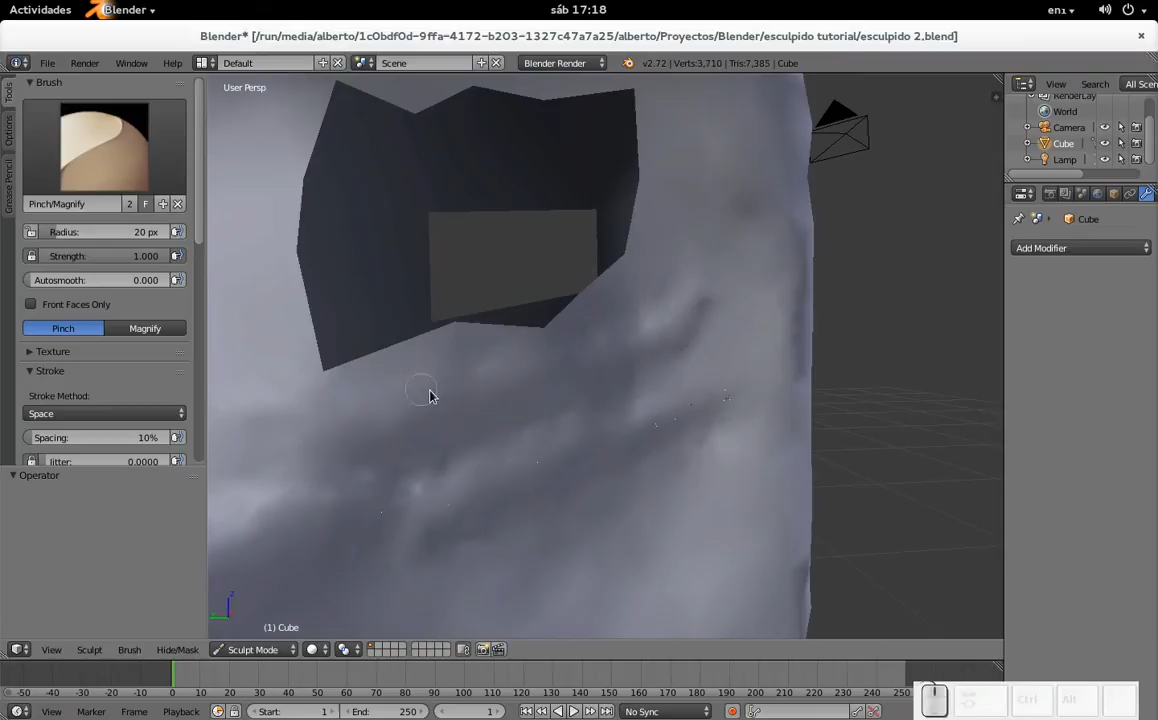 Actividades Blender sáb 17:18 en1
Blender* [/run/media/alberto/1c0bdf0d-9ffa-4172-b203-1327c47a7a25/alberto/Proyectos/Blender/esculpido tutorial/esculpido 2.blend]
File Render Window Help Default Scene Blender Render v2.72 | Verts:3,710 | Tris:7,385 | Cube
Brush
User Persp
View Search All Scen
RenderLay
World
Camera
Cube
Lamp
Tools
Options
Grease Pencil
Pinch/Magnify 2 F
Cube
Radius: 20 px
Add Modifier
Strength: 1.000
Autosmooth: 0.000
Front Faces Only
Pinch Magnify
Texture
Stroke
Stroke Method:
Space
Spacing: 10%
Jitter: 0.0000
Operator
z
(1) Cube
View Sculpt Brush Hide/Mask Sculpt Mode
-50 -40 -30 -20 -10 0 10 20 30 40 50 60 70 80 90 100 110 120 130 140 150 160 170 180 190 200 210 220 230 240 250
Ctrl Alt
View Marker Frame Playback Start: 1 End: 250 1 No Sync